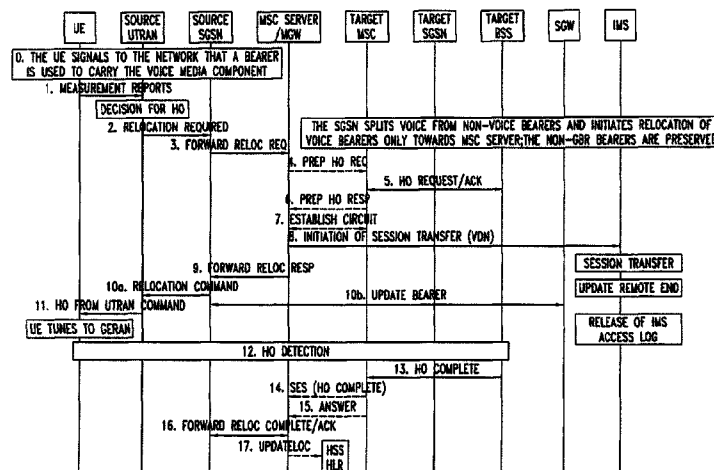 UE
SOURCE
UTRAN
SOURCE
SGSN
MSC SERVER
/MGW
TARGET
MSC
TARGET
SGSN
TARGET
BSS
SGW
IMS
0. THE UE SIGNALS TO THE NETWORK THAT A BEARER
IS USED TO CARRY THE VOICE MEDIA COMPONENT
1. MEASUREMENT REPORTS
DECISION FOR HO
2. RELOCATION REQUIRED
THE SGSN SPLITS VOICE FROM NON-VOICE BEARERS AND INITIATES RELOCATION OF
VOICE BEARERS ONLY TOWARDS MSC SERVER;THE NON-GBR BEARERS ARE PRESERVED
3. FORWARD RELOC REQ
4. PREP HO REQ
5. HO REQUEST/ACK
6. PREP HO RESP
7. ESTABLISH CIRCUIT
8. INITIATION OF SESSION TRANSFER (VDN)
SESSION TRANSFER
9. FORWARD RELOC RESP
10a. RELOCATION COMMAND
UPDATE REMOTE END
10b. UPDATE BEARER
11. HO FROM UTRAN COMMAND
UE TUNES TO GERAN
RELEASE OF IMS
ACCESS LOG
12. HO DETECTION
13. HO COMPLETE
14. SES (HO COMPLETE)
15. ANSWER
16. FORWARD RELOC COMPLETE/ACK
17. UPDATELOC
HSS
HLR